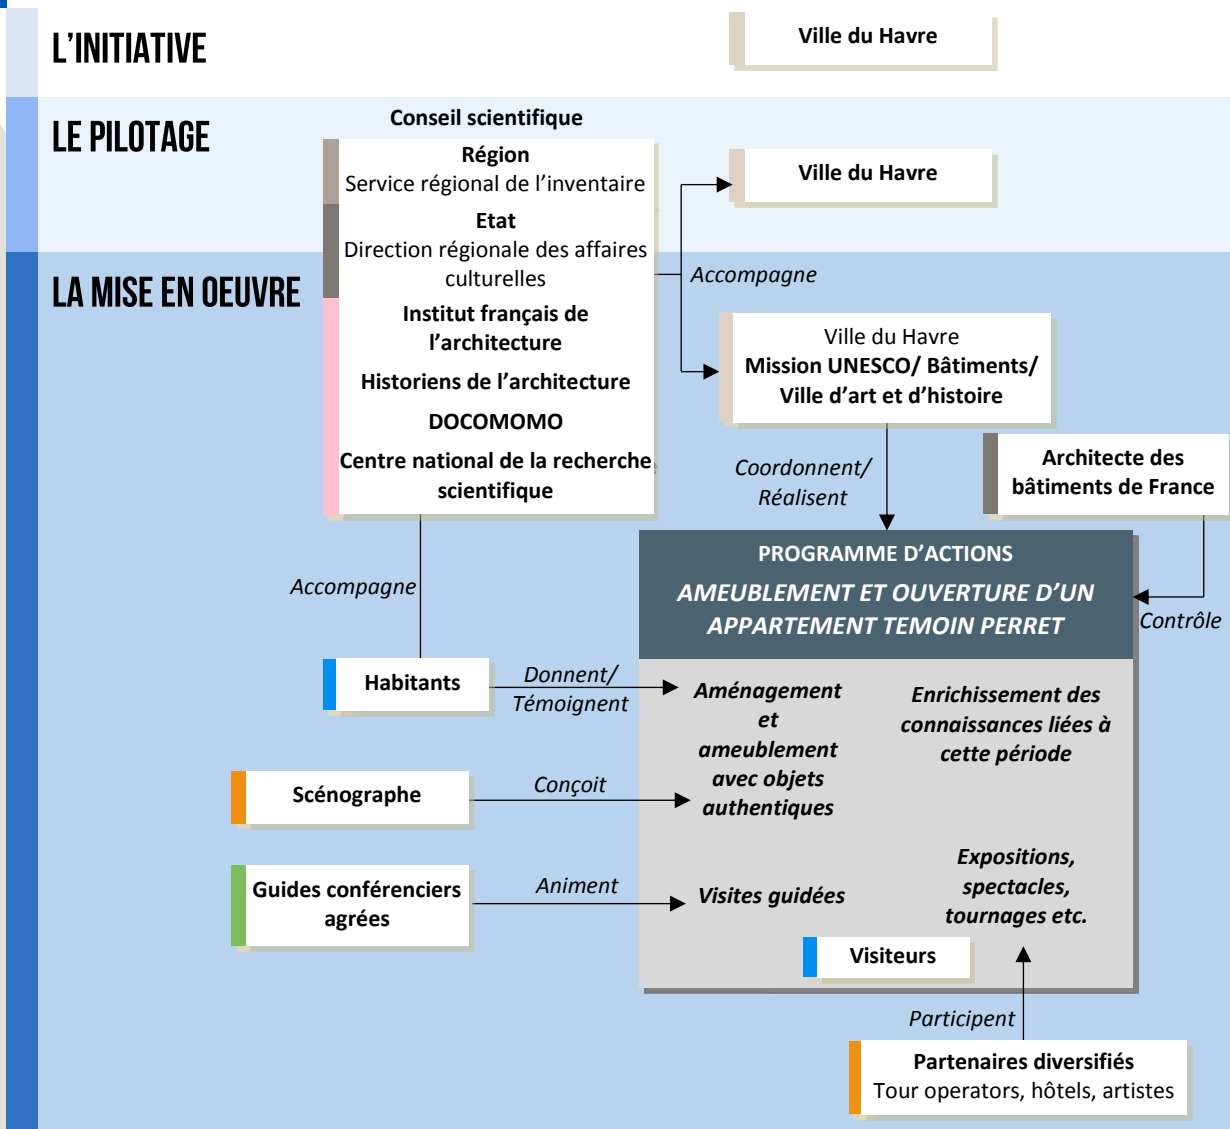 L'INITIATIVE
Ville du Havre
LE PILOTAGE
Conseil scientifique
Région
Service régional de l'inventaire
Etat
Direction régionale des affaires
culturelles
Institut français de
l'architecture
Historiens de l'architecture
DOCOMOMO
Centre national de la recherche
scientifique
Ville du Havre
Accompagne
LA MISE EN OEUVRE
Ville du Havre
Mission UNESCO/ Bâtiments/
Ville d'art et d'histoire
Coordonnent/
Réalisent
Architecte des
bâtiments de France
Contrôle
Accompagne
PROGRAMME D'ACTIONS
AMEUBLEMENT ET OUVERTURE D'UN
APPARTEMENT TEMOIN PERRET
Habitants
Donnent/
Témoignent
Aménagement
et
ameublement
avec objets
authentiques
Enrichissement des
connaissances liées à
cette période
Scénographe
Conçoit
Guides conférenciers
agrées
Animent
Visites guidées
Expositions,
spectacles,
tournages etc.
Visiteurs
Participent
Partenaires diversifiés
Tour operators, hôtels, artistes